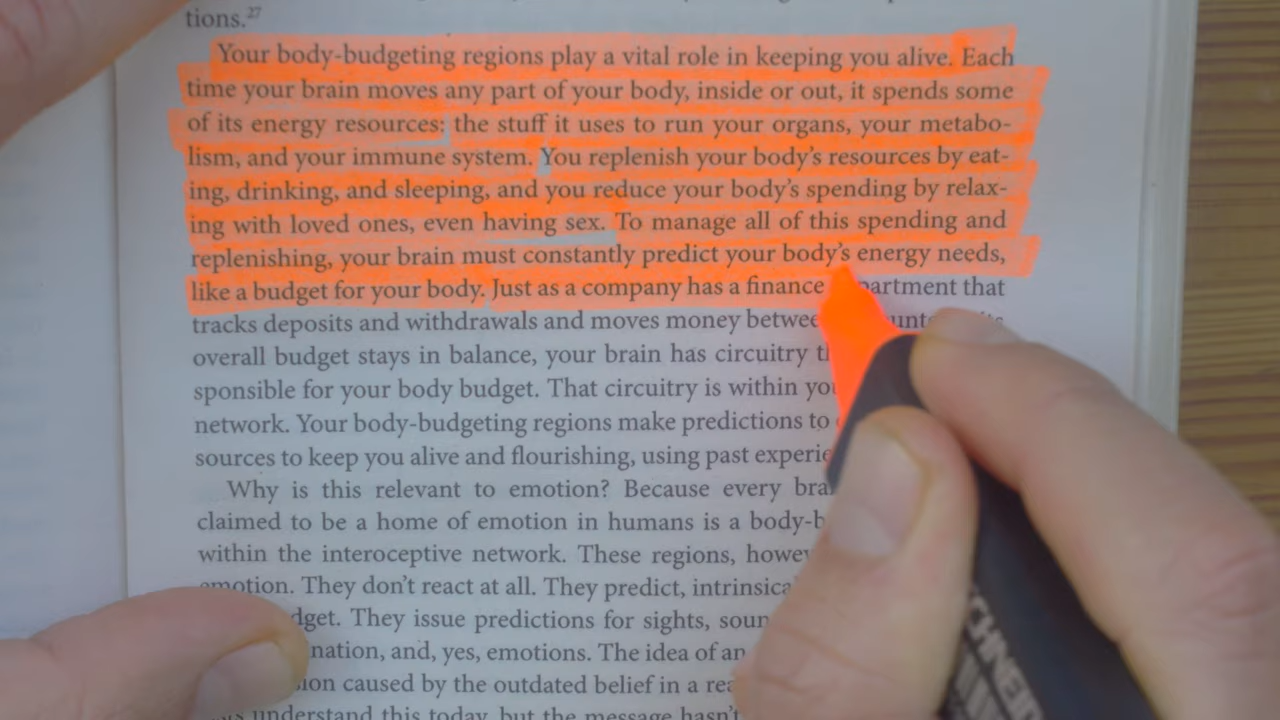 tions.27
Your body-budgeting regions play a vital role in keeping you alive. Each
time your brain moves any part of your body, inside or out, it spends some
of its energy resources: the stuff it uses to run your organs, your metabo-
lism, and your immune system. You replenish your body's resources by eat-
ing, drinking, and sleeping, and you reduce your body's spending by relax-
ing with loved ones, even having sex. To manage all of this spending and
replenishing, your brain must constantly predict your body's energy needs,
like a budget for your body. Just as a company has a finance partment that
tracks deposits and withdrawals and moves money
overall budget stays in balance, your brain has circuitry
sponsible for your body budget. That circuitry is within
network. Your body-budgeting regions make predictions to
sources to keep you alive and flourishing, using past
Why is this relevant to emotion? Because every
claimed to be a home of emotion in humans is a
within the interoceptive network. These regions,
emotion. They don't react at all. They predict,
dget. They issue predictions for sights,
nation, and, yes, emotions. The idea of an
ion caused by the outdated belief in a
understand this today, but the message hasn't
SCHNEIDER